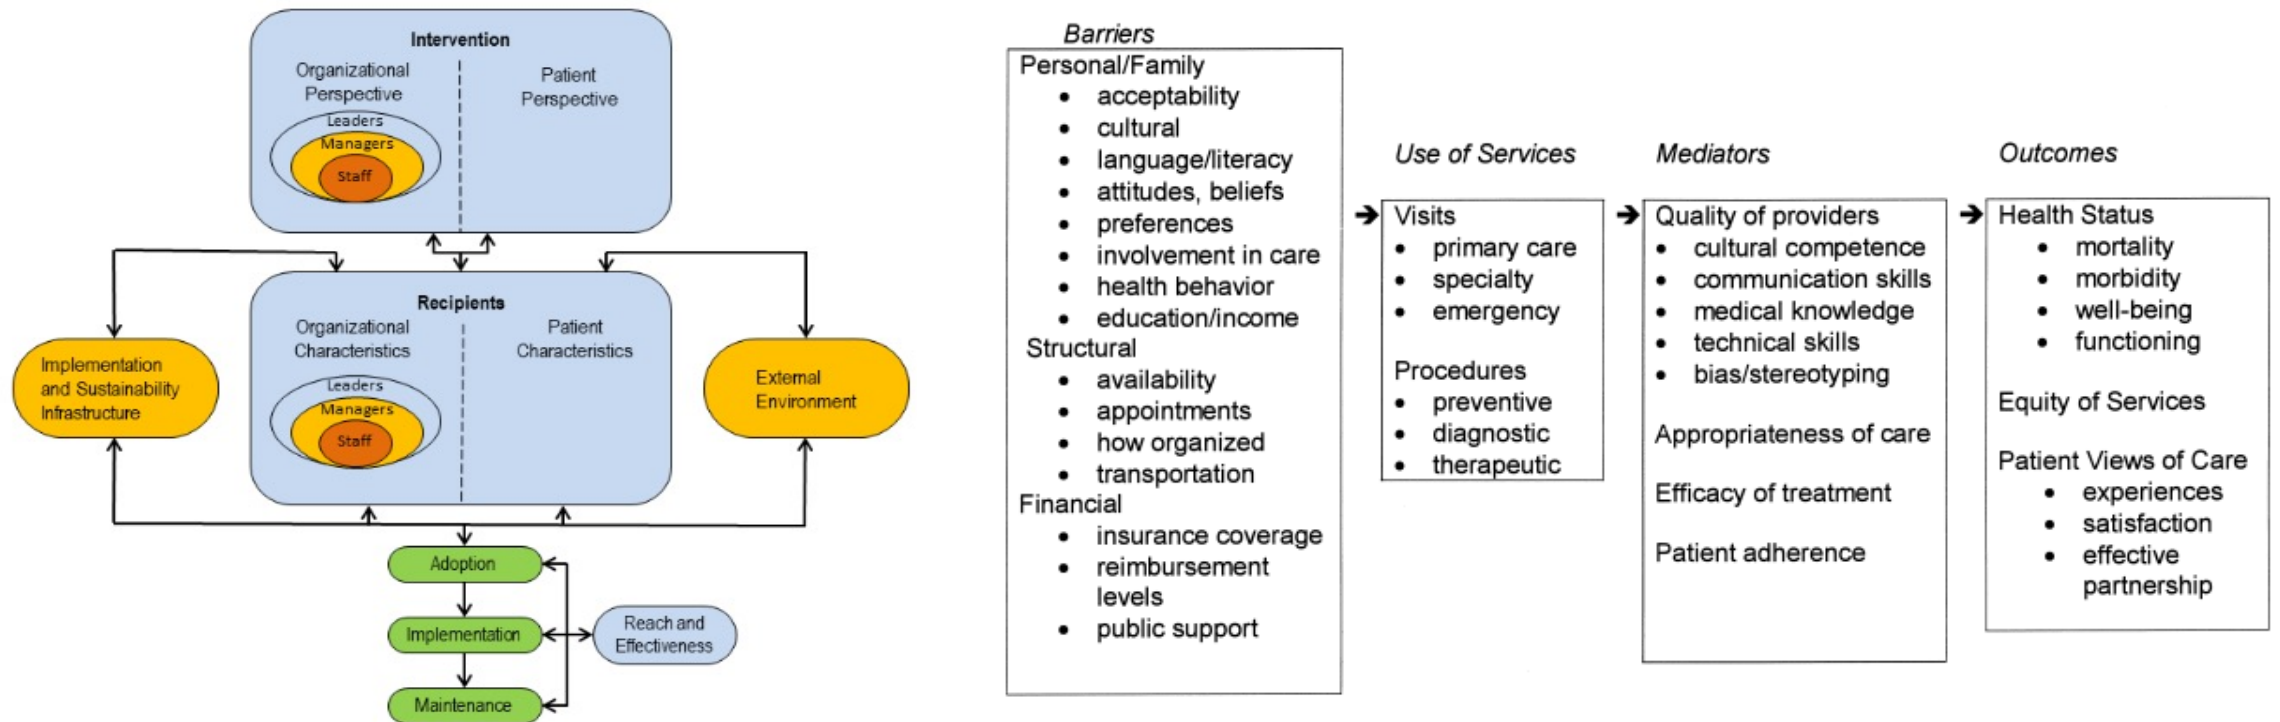 Intervention
Organizational
Perspective
Patient
Perspective
Leaders
Managers
Staff
Recipients
Organizational
Characteristics
Patient
Characteristics
Leaders
Managers
Staff
Implementation
and Sustainability
Infrastructure
External
Environment
Adoption
Implementation
Maintenance
Reach and
Effectiveness
Barriers
Personal/Family
• acceptability
• cultural
• language/literacy
• attitudes, beliefs
• preferences
• involvement in care
• health behavior
• education/income
Structural
• availability
• appointments
• how organized
• transportation
Financial
• insurance coverage
• reimbursement
levels
• public support
Use of Services
Visits
• primary care
• specialty
• emergency
Procedures
• preventive
• diagnostic
• therapeutic
Mediators
Quality of providers
• cultural competence
• communication skills
• medical knowledge
• technical skills
• bias/stereotyping
Appropriateness of care
Efficacy of treatment
Patient adherence
Outcomes
Health Status
• mortality
• morbidity
• well-being
• functioning
Equity of Services
Patient Views of Care
• experiences
• satisfaction
• effective
partnership